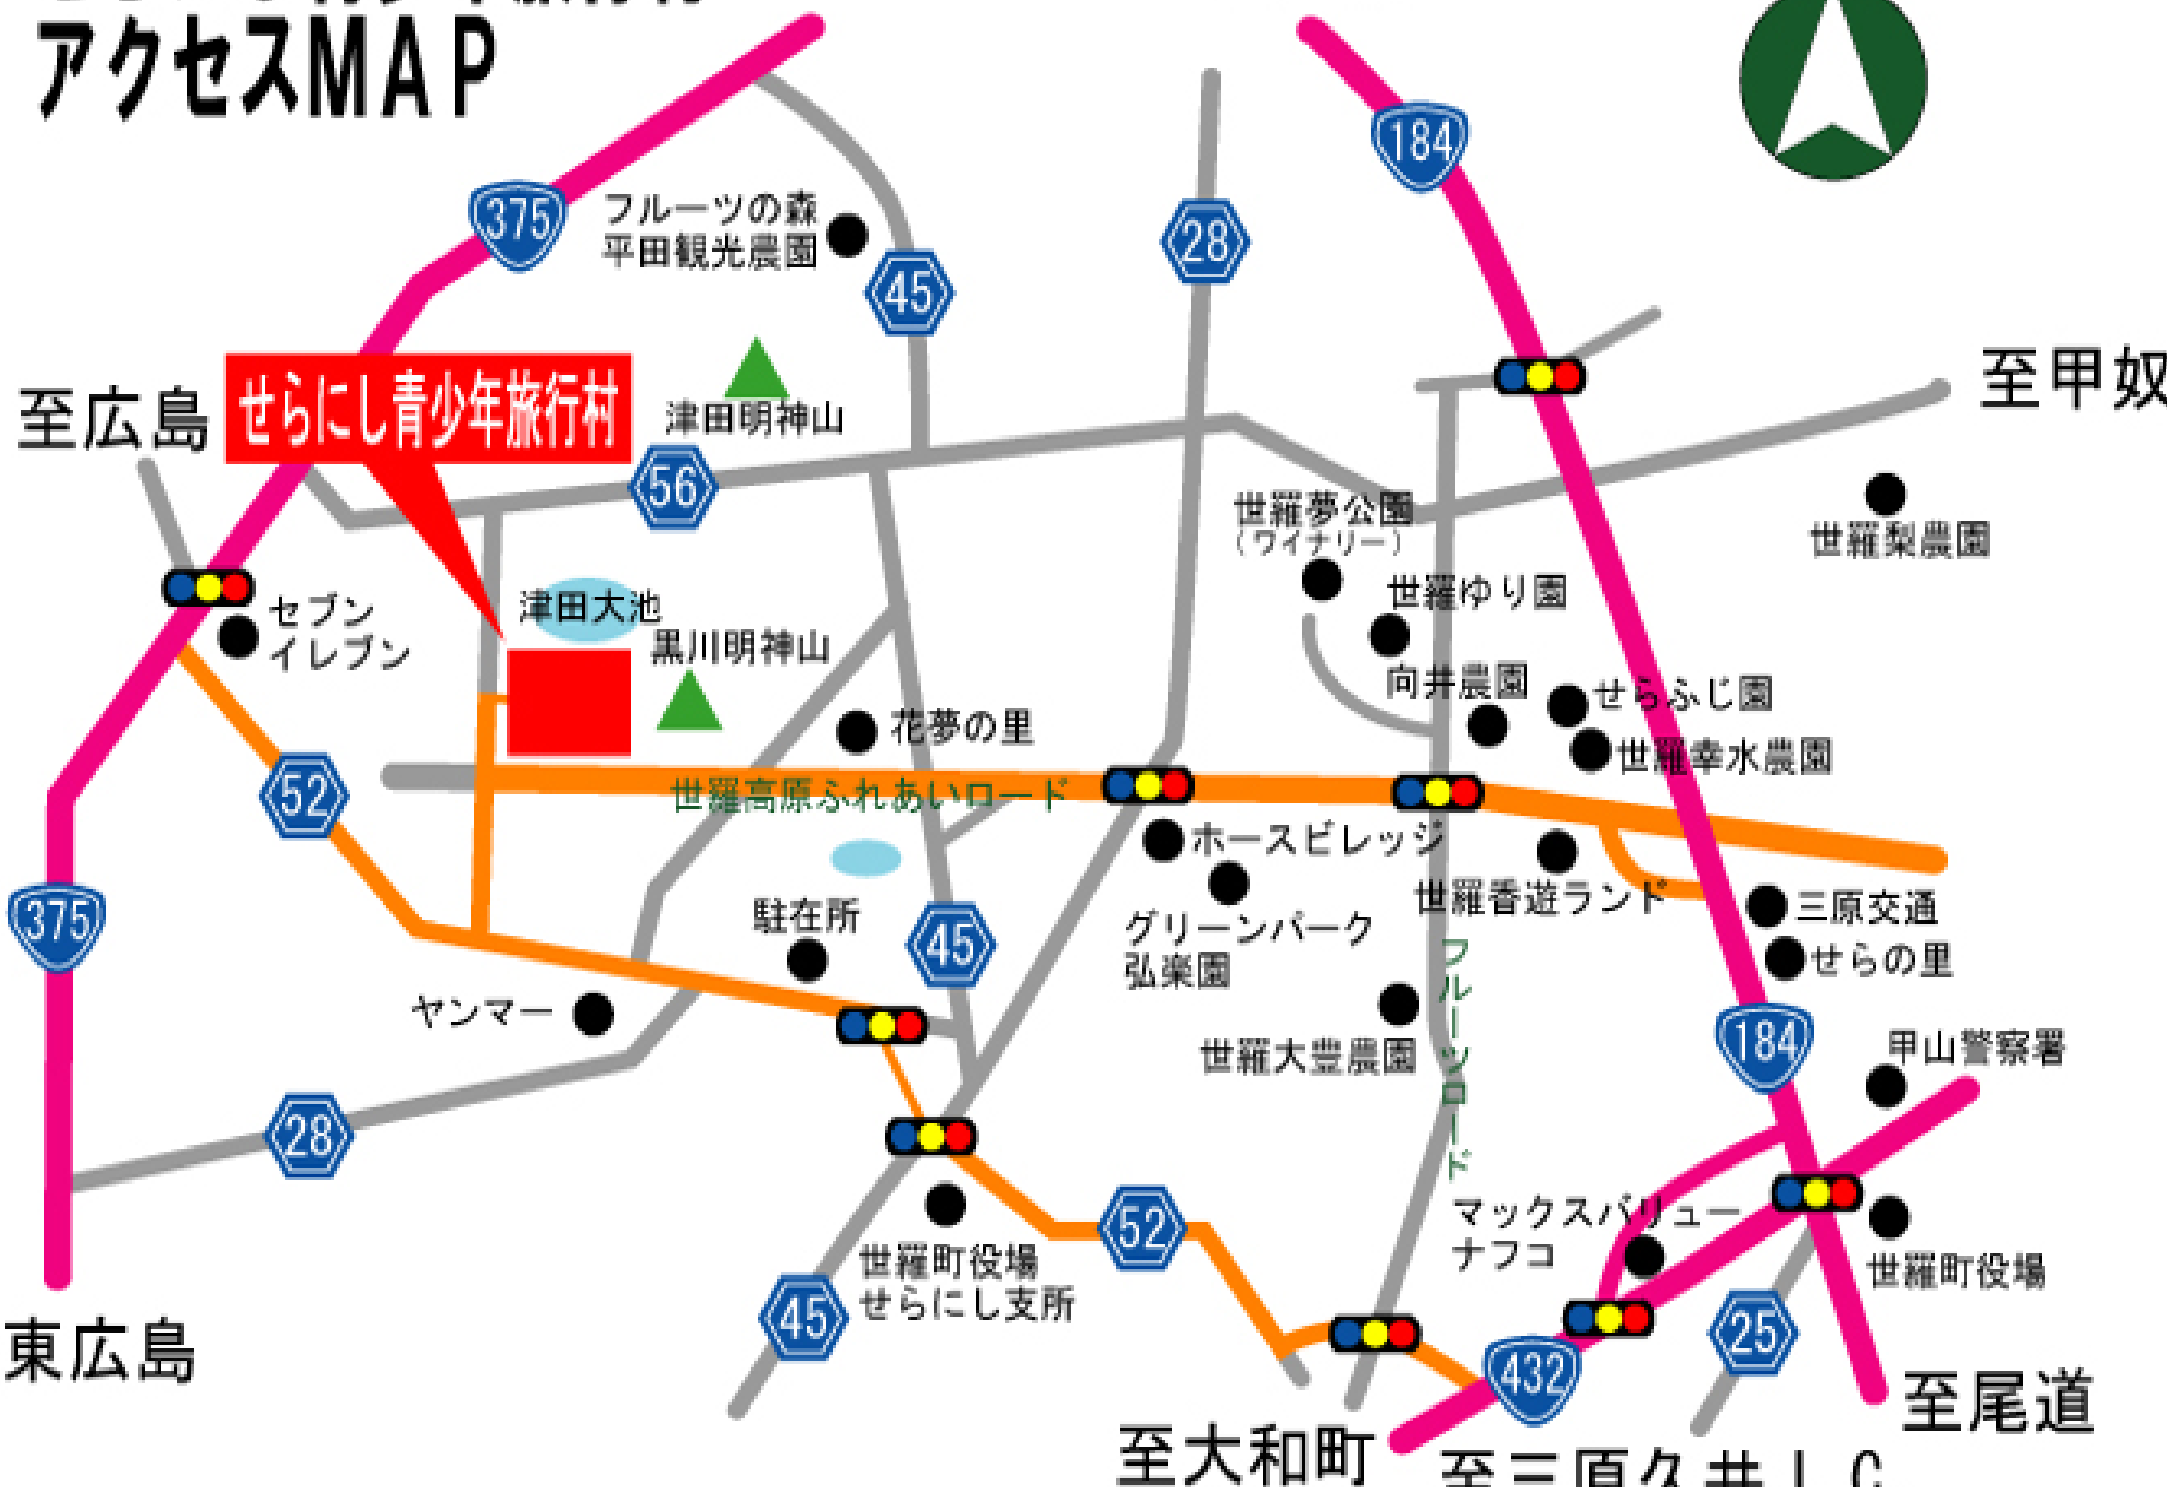 アクセスMAP
184
375
フルーツの森
平田観光農園
28
45
至甲奴
至広島
せらにし青少年旅行村
津田明神山
56
世羅夢公園
(ワイナリー)
世羅梨農園
世羅ゆり園
津田大池
セブン
イレブン
黒川明神山
向井農園
せらふじ園
花夢の里
世羅幸水農園
52
世羅高原ふれあいロード
ホースビレッジ
世羅香遊ランド
375
駐在所
45
グリーンパーク
弘楽園
三原交通
せらの里
フルーツロード
ヤンマー
世羅大豊農園
184
甲山警察署
28
マックスバリュー
ナフコ
52
世羅町役場
せらにし支所
世羅町役場
45
25
東広島
432
至尾道
至大和町
至三原久井IC